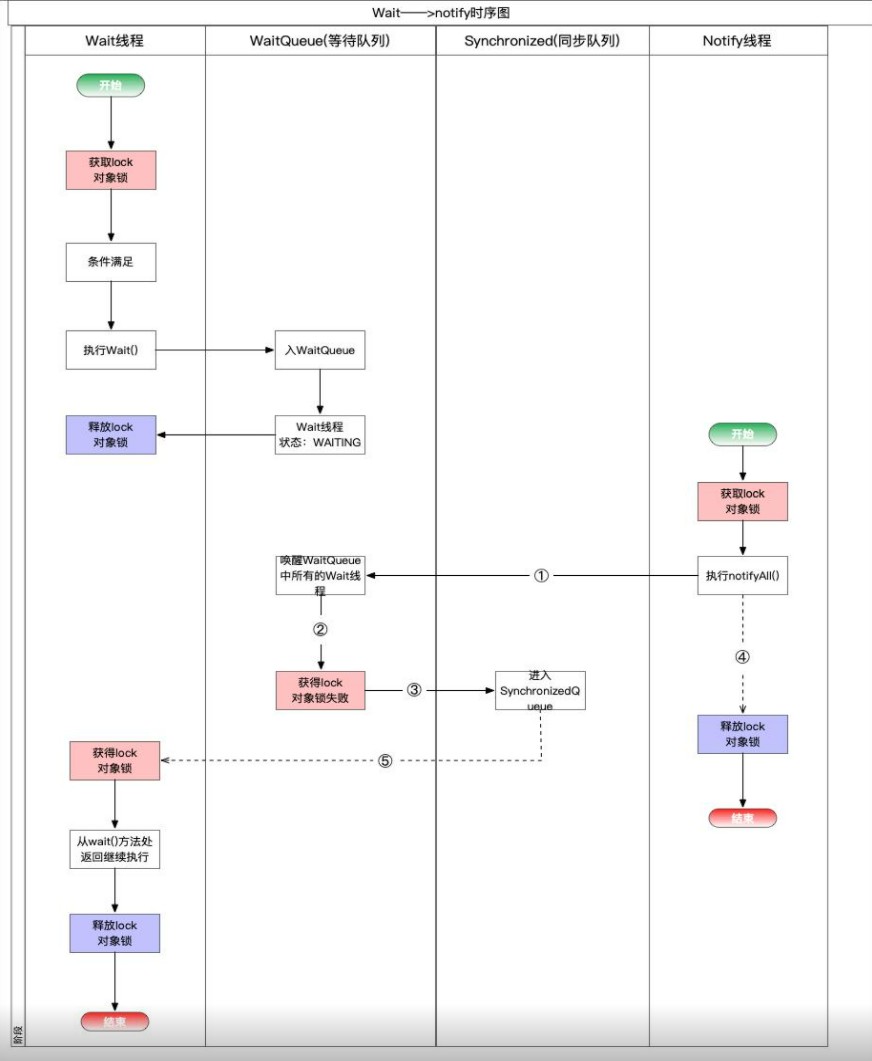 Wait——>notify时序图
Wait线程
WaitQueue(等待队列)
Synchronized(同步队列)
Notify线程
开始
获取lock
对象锁
条件满足
执行Wait()
入WaitQueue
释放lock
对象锁
Wait线程
状态：WAITING
开始
获取lock
对象锁
唤醒WaitQueue
中所有的Wait线
程
①
执行notifyAll()
②
④
获得lock
对象锁失败
③
进入
SynchronizedQ
ueue
释放lock
对象锁
获得lock
对象锁
⑤
结束
从wait()方法处
返回继续执行
释放lock
对象锁
结束
阶段